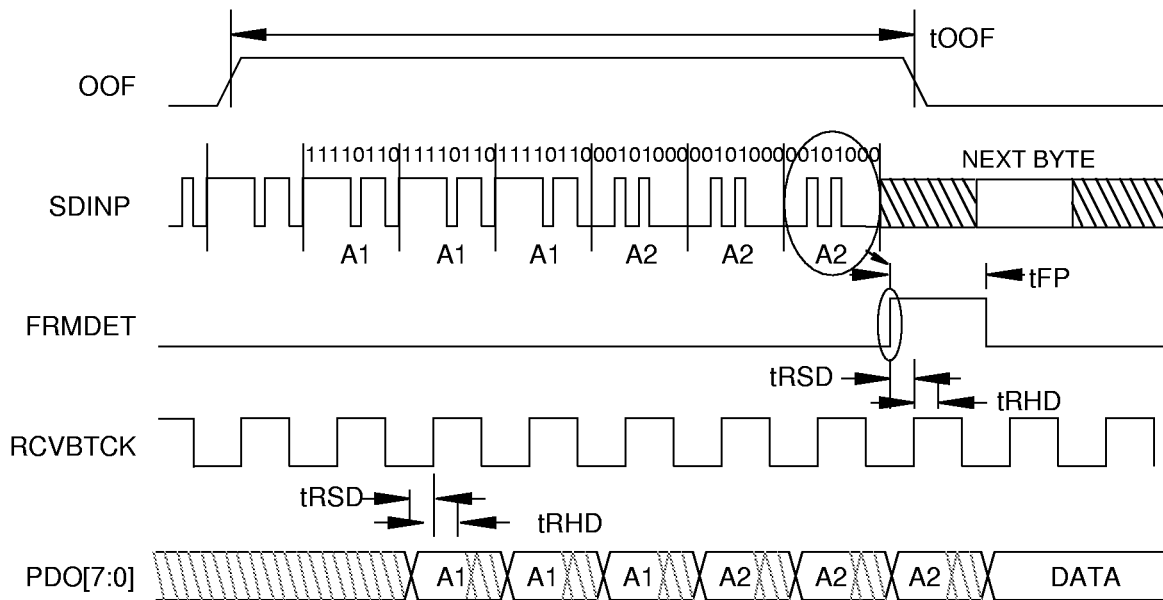 tOOF
OOF
11110110 11110110 11110110 00101000 00101000 00101000
NEXT BYTE
SDINP
A1 A1 A1 A2 A2 A2
tFP
FRMDET
tRSD
tRHD
RCVBTCK
tRSD
tRHD
PDO[7:0] A1 A1 A1 A2 A2 A2 DATA